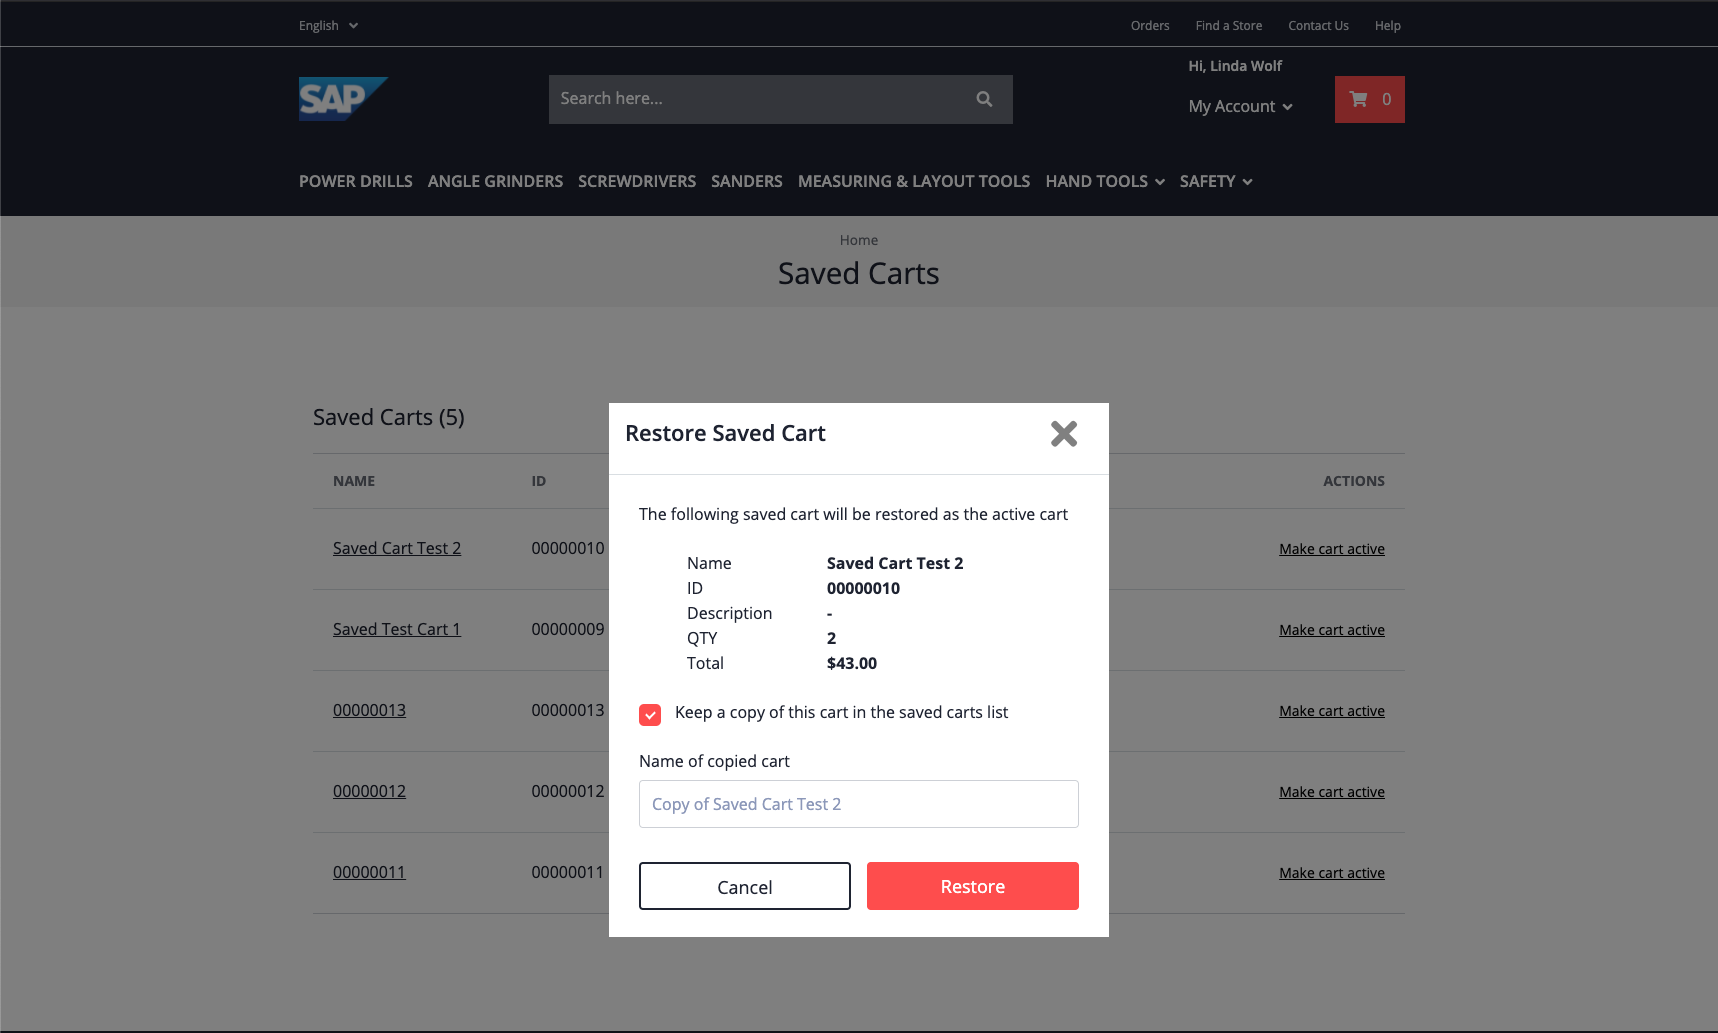 English
Orders Find a Store Contact Us Help
Hi, Linda Wolf
SAP
Search here...
My Account
0
POWER DRILLS ANGLE GRINDERS SCREWDRIVERS SANDERS MEASURING & LAYOUT TOOLS HAND TOOLS SAFETY
Home
Saved Carts
Saved Carts (5)
NAME ID ACTIONS
Saved Cart Test 2 00000010 Make cart active
Saved Test Cart 1 00000009 Make cart active
00000013 00000013 Make cart active
00000012 00000012 Make cart active
00000011 00000011 Make cart active
Restore Saved Cart
The following saved cart will be restored as the active cart
Name Saved Cart Test 2
ID 00000010
Description -
QTY 2
Total $43.00
Keep a copy of this cart in the saved carts list
Name of copied cart
Copy of Saved Cart Test 2
Cancel Restore